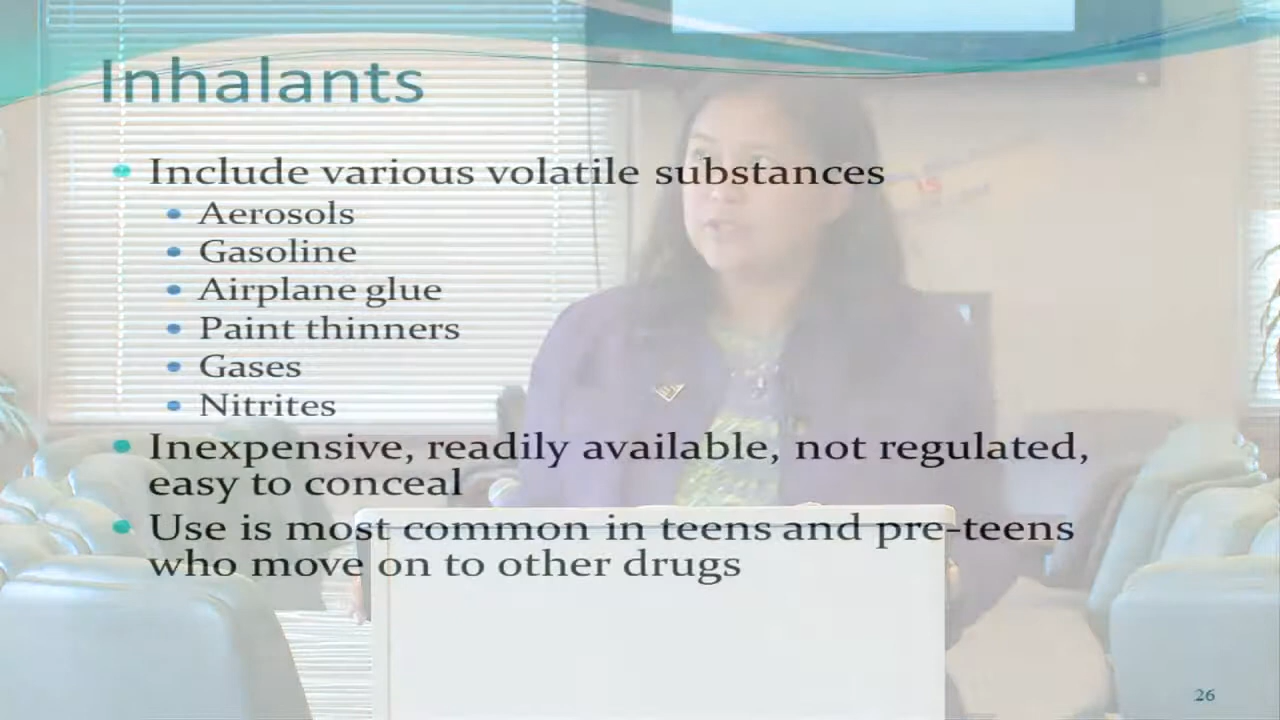 Inhalants
Include various volatile substances
Aerosols
Gasoline
Airplane glue
Paint thinners
Gases
Nitrites
Inexpensive, readily available, not regulated,
easy to conceal
Use is most common in teens and pre-teens
who move on to other drugs
26